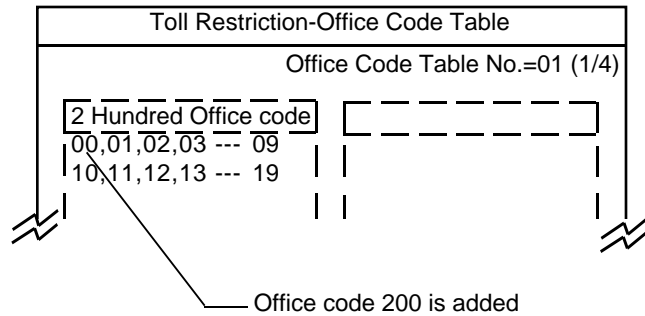 Toll Restriction-Office Code Table
Office Code Table No.=01 (1/4)
2 Hundred Office code
00,01,02,03 --- 09
10,11,12,13 --- 19
Office code 200 is added